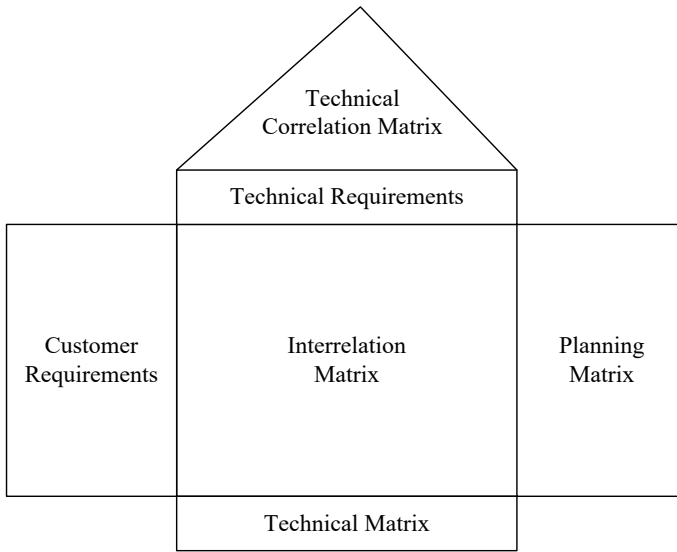 Technical
Correlation Matrix
Technical Requirements
Customer
Requirements
Interrelation
Matrix
Planning
Matrix
Technical Matrix